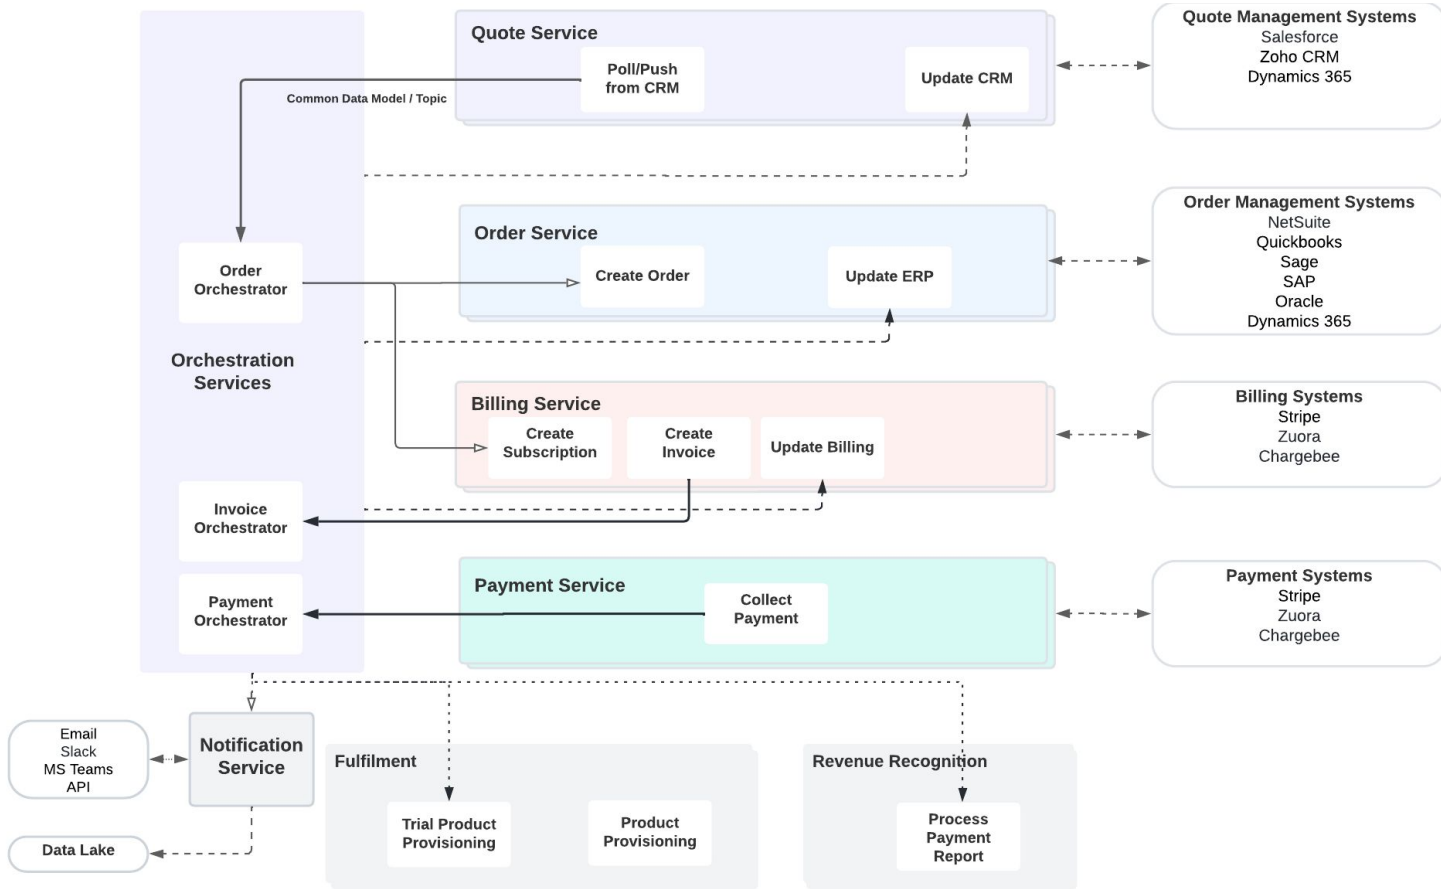 Quote Service
Poll/Push
from CRM
Update CRM
Quote Management Systems
Salesforce
Zoho CRM
Dynamics 365
Common Data Model / Topic
Order Service
Order
Orchestrator
Create Order
Update ERP
Order Management Systems
NetSuite
Quickbooks
Sage
SAP
Oracle
Dynamics 365
Orchestration
Services
Billing Service
Create
Subscription
Create
Invoice
Update Billing
Billing Systems
Stripe
Zuora
Chargebee
Invoice
Orchestrator
Payment
Orchestrator
Payment Service
Collect
Payment
Payment Systems
Stripe
Zuora
Chargebee
Email
Slack
MS Teams
API
Notification
Service
Data Lake
Fulfilment
Trial Product
Provisioning
Product
Provisioning
Revenue Recognition
Process
Payment
Report